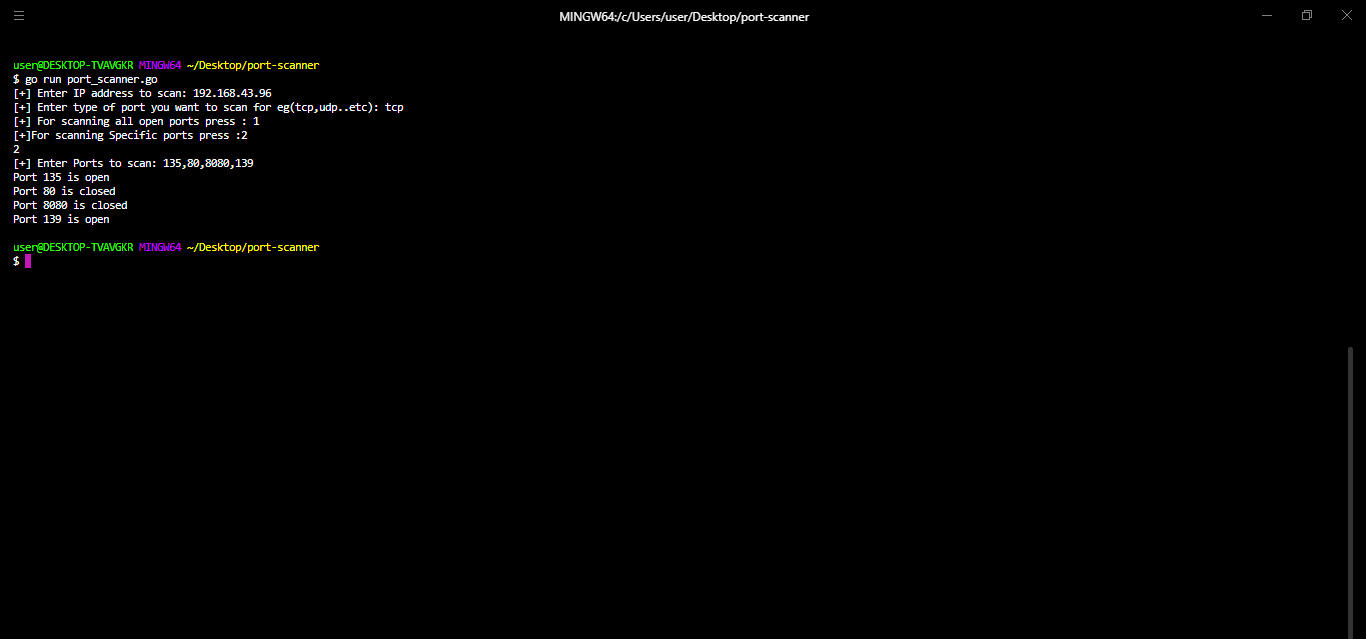 MINGW64:/c/Users/user/Desktop/port-scanner
user@DESKTOP-TVAVGKR MINGW64 ~/Desktop/port-scanner
$ go run port_scanner.go
[+] Enter IP address to scan: 192.168.43.96
[+] Enter type of port you want to scan for eg(tcp,udp..etc): tcp
[+] For scanning all open ports press : 1
[+]For scanning Specific ports press :2
2
[+] Enter Ports to scan: 135,80,8080,139
Port 135 is open
Port 80 is closed
Port 8080 is closed
Port 139 is open
user@DESKTOP-TVAVGKR MINGW64 ~/Desktop/port-scanner
$